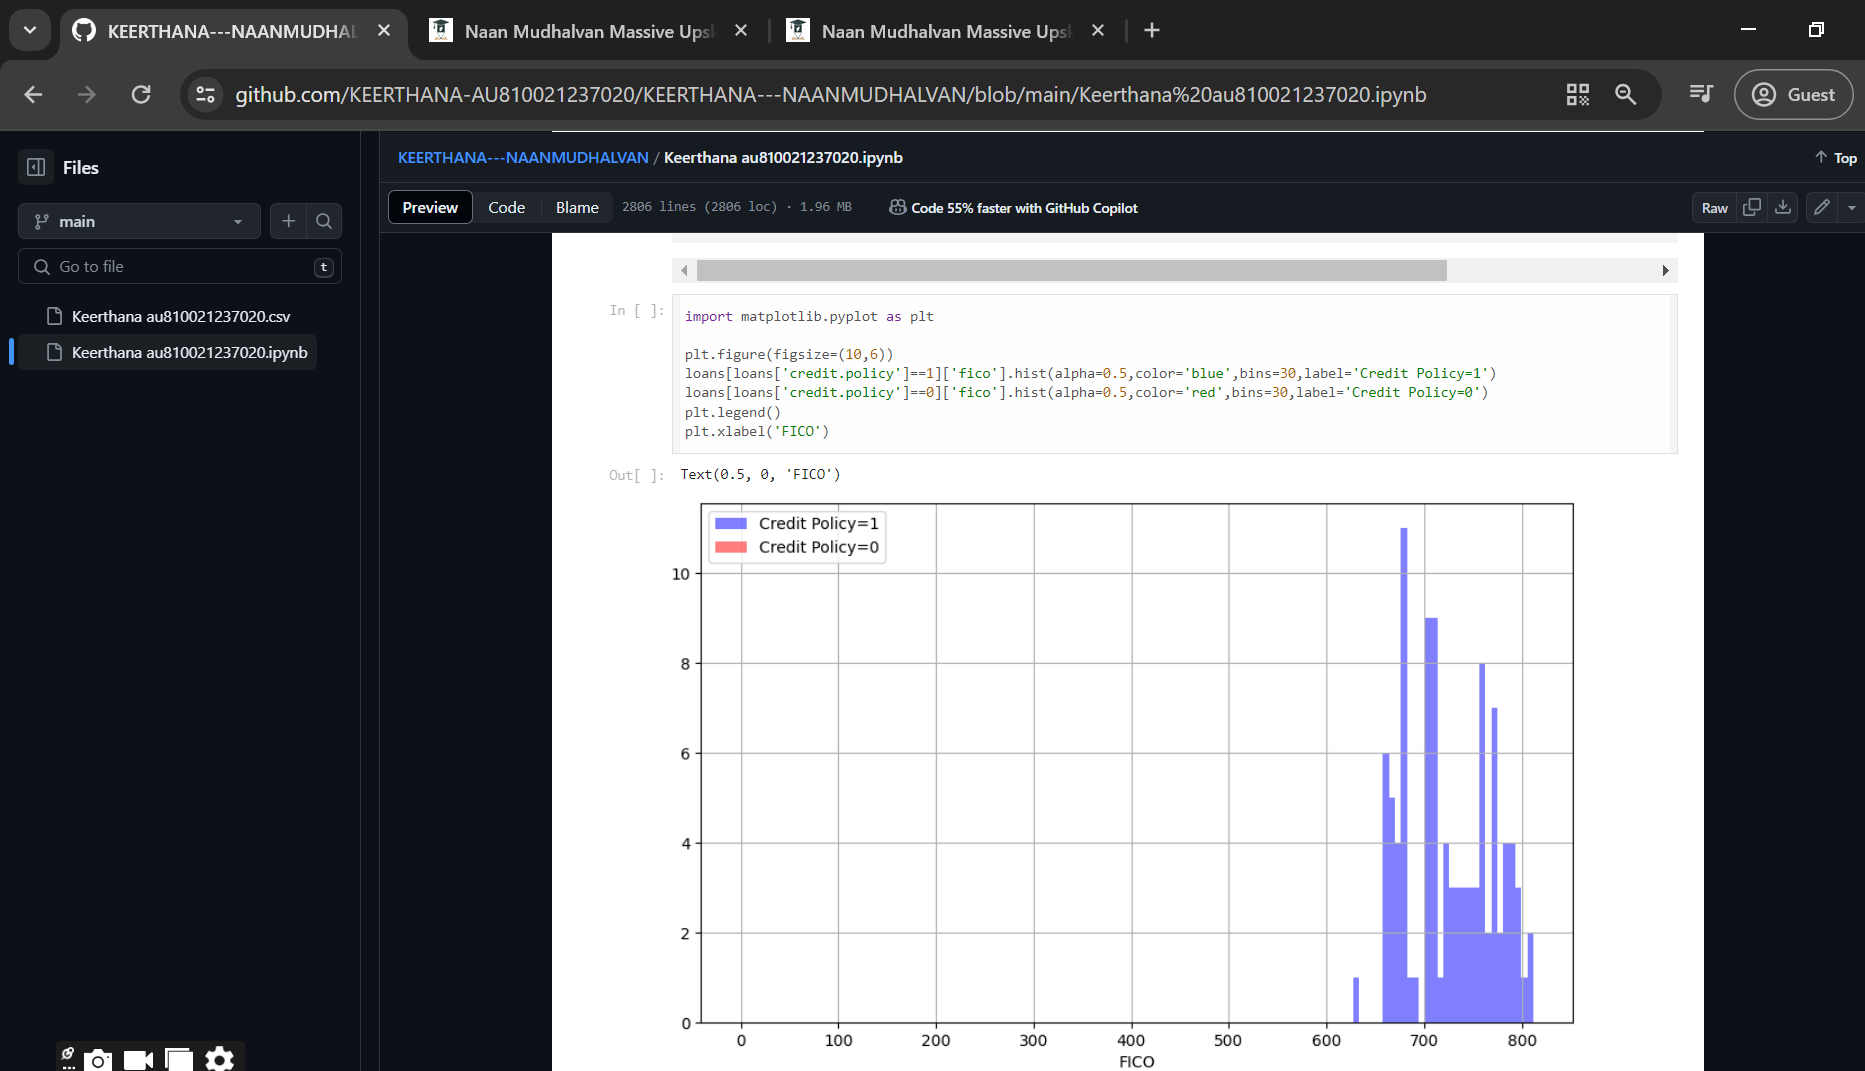 KEERTHANA---NAANMUDHAL
Naan Mudhalvan Massive Ups
Naan Mudhalvan Massive Ups
github.com/KEERTHANA-AU810021237020/KEERTHANA---NAANMUDHALVAN/blob/main/Keerthana%20au810021237020.ipynb
Guest
Files
main
Go to file
t
Keerthana au810021237020.csv
Keerthana au810021237020.ipynb
KEERTHANA---NAANMUDHALVAN / Keerthana au810021237020.ipynb
Top
Preview Code Blame 2806 lines (2806 loc) · 1.96 MB Code 55% faster with GitHub Copilot
Raw
In [ ]:
import matplotlib.pyplot as plt
plt.figure(figsize=(10,6))
loans[loans['credit.policy']==1]['fico'].hist(alpha=0.5,color='blue',bins=30,label='Credit Policy=1')
loans[loans['credit.policy']==0]['fico'].hist(alpha=0.5,color='red',bins=30,label='Credit Policy=0')
plt.legend()
plt.xlabel('FICO')
Out[ ]: Text(0.5, 0, 'FICO')
Credit Policy=1
Credit Policy=0
10
8
6
4
2
0
0 100 200 300 400 500 600 700 800
FICO